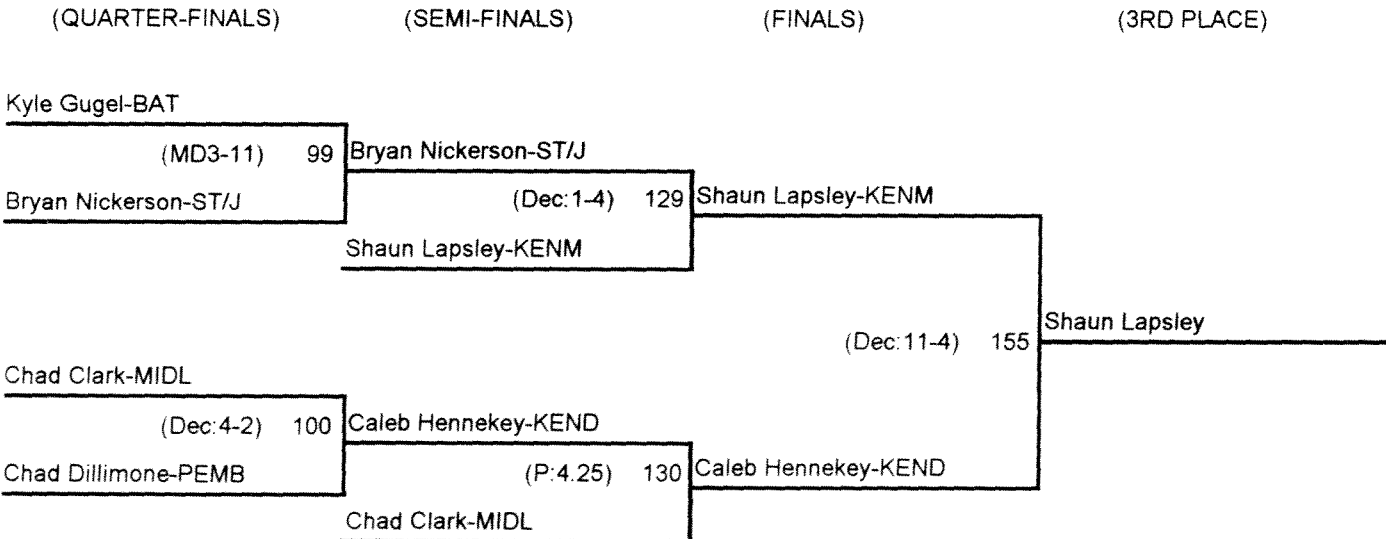 (QUARTER-FINALS) (SEMI-FINALS) (FINALS) (3RD PLACE)
Kyle Gugel-BAT
(MD3-11) 99 Bryan Nickerson-ST/J
Bryan Nickerson-ST/J (Dec:1-4) 129 Shaun Lapsley-KENM
Shaun Lapsley-KENM
(Dec:11-4) 155 Shaun Lapsley
Chad Clark-MIDL
(Dec:4-2) 100 Caleb Hennekey-KEND
Chad Dillimone-PEMB (P:4.25) 130 Caleb Hennekey-KEND
Chad Clark-MIDL